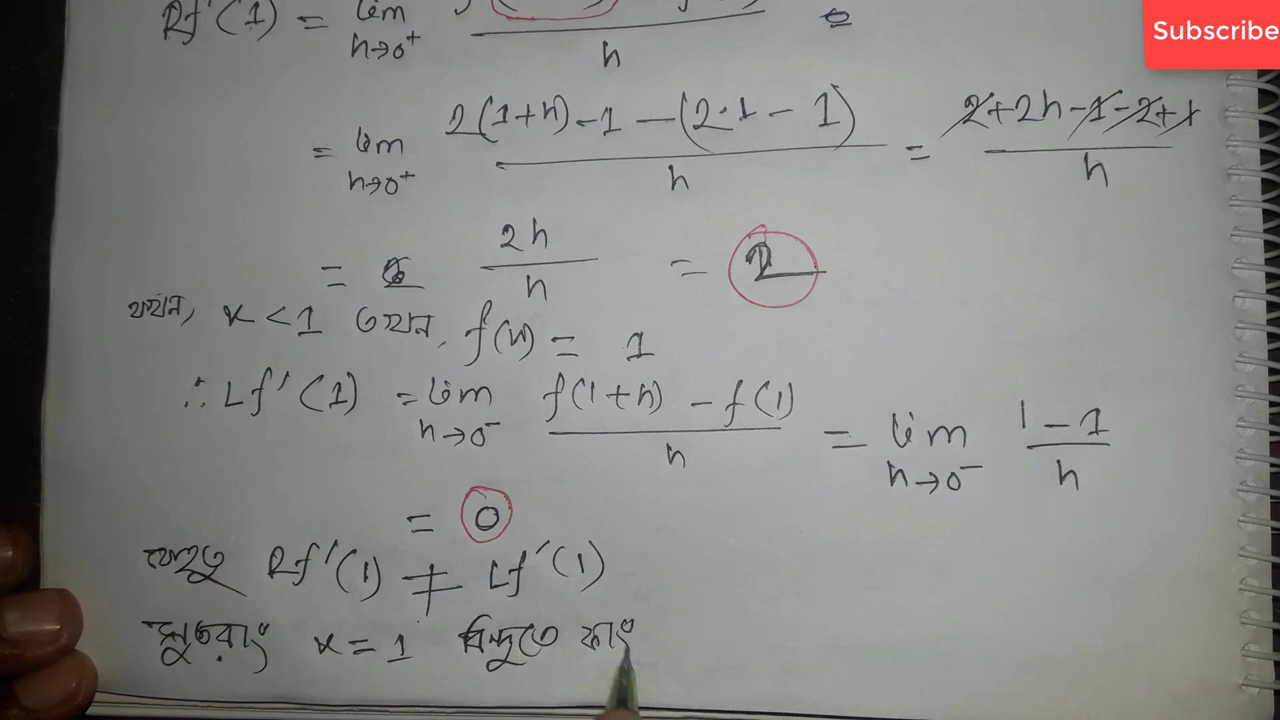 Subscribe
Rf'(1) = lim h→0⁺ h
= lim h→0⁺ 2(1+h)-1-(2·1-1) / h = 2+2h-1-2+1 / h
= 2h / h = 2
যখন, x<1 তখন, f(x) = 1
∴ Lf'(1) = lim h→0⁻ f(1+h) - f(1) / h = lim h→0⁻ 1-1 / h
= 0
যেহেতু Rf'(1) ≠ Lf'(1)
সুতরাং x=1 বিন্দুতে ফাং